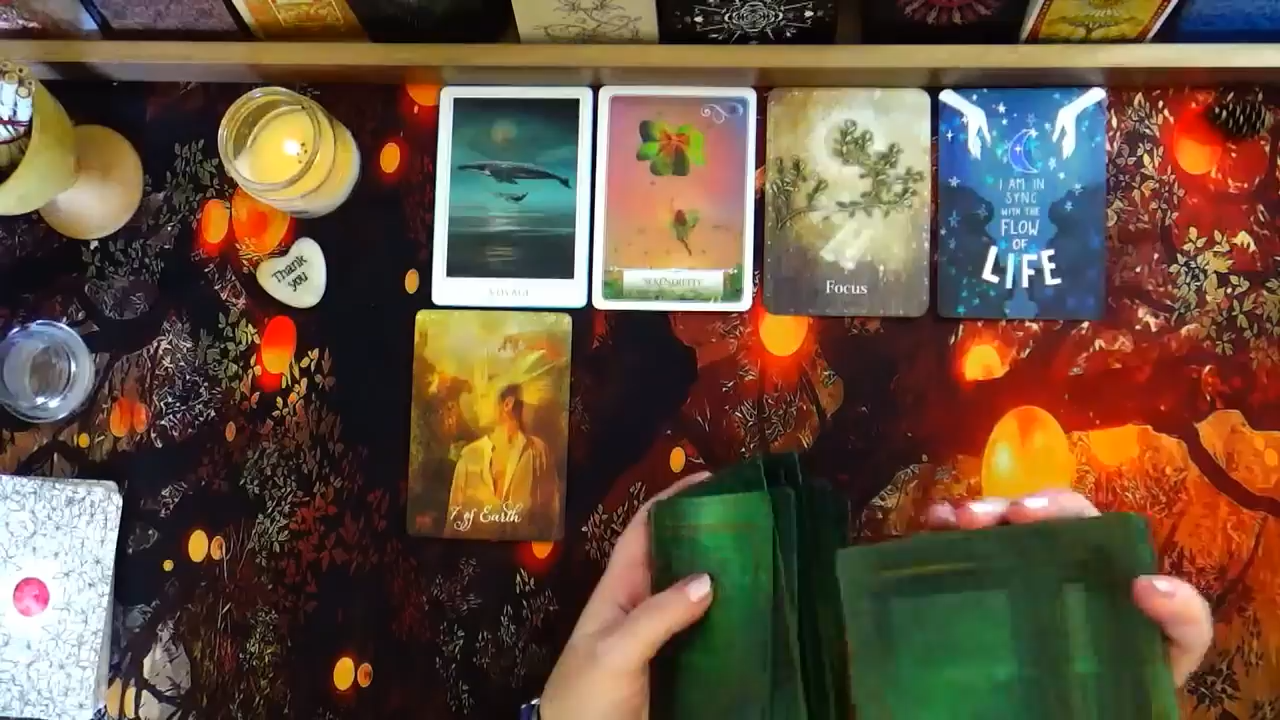 Thank
you
VOYAGE
SERENDIPITY
Focus
I AM IN
SYNC
WITH THE
FLOW
OF
LIFE
7 of Earth